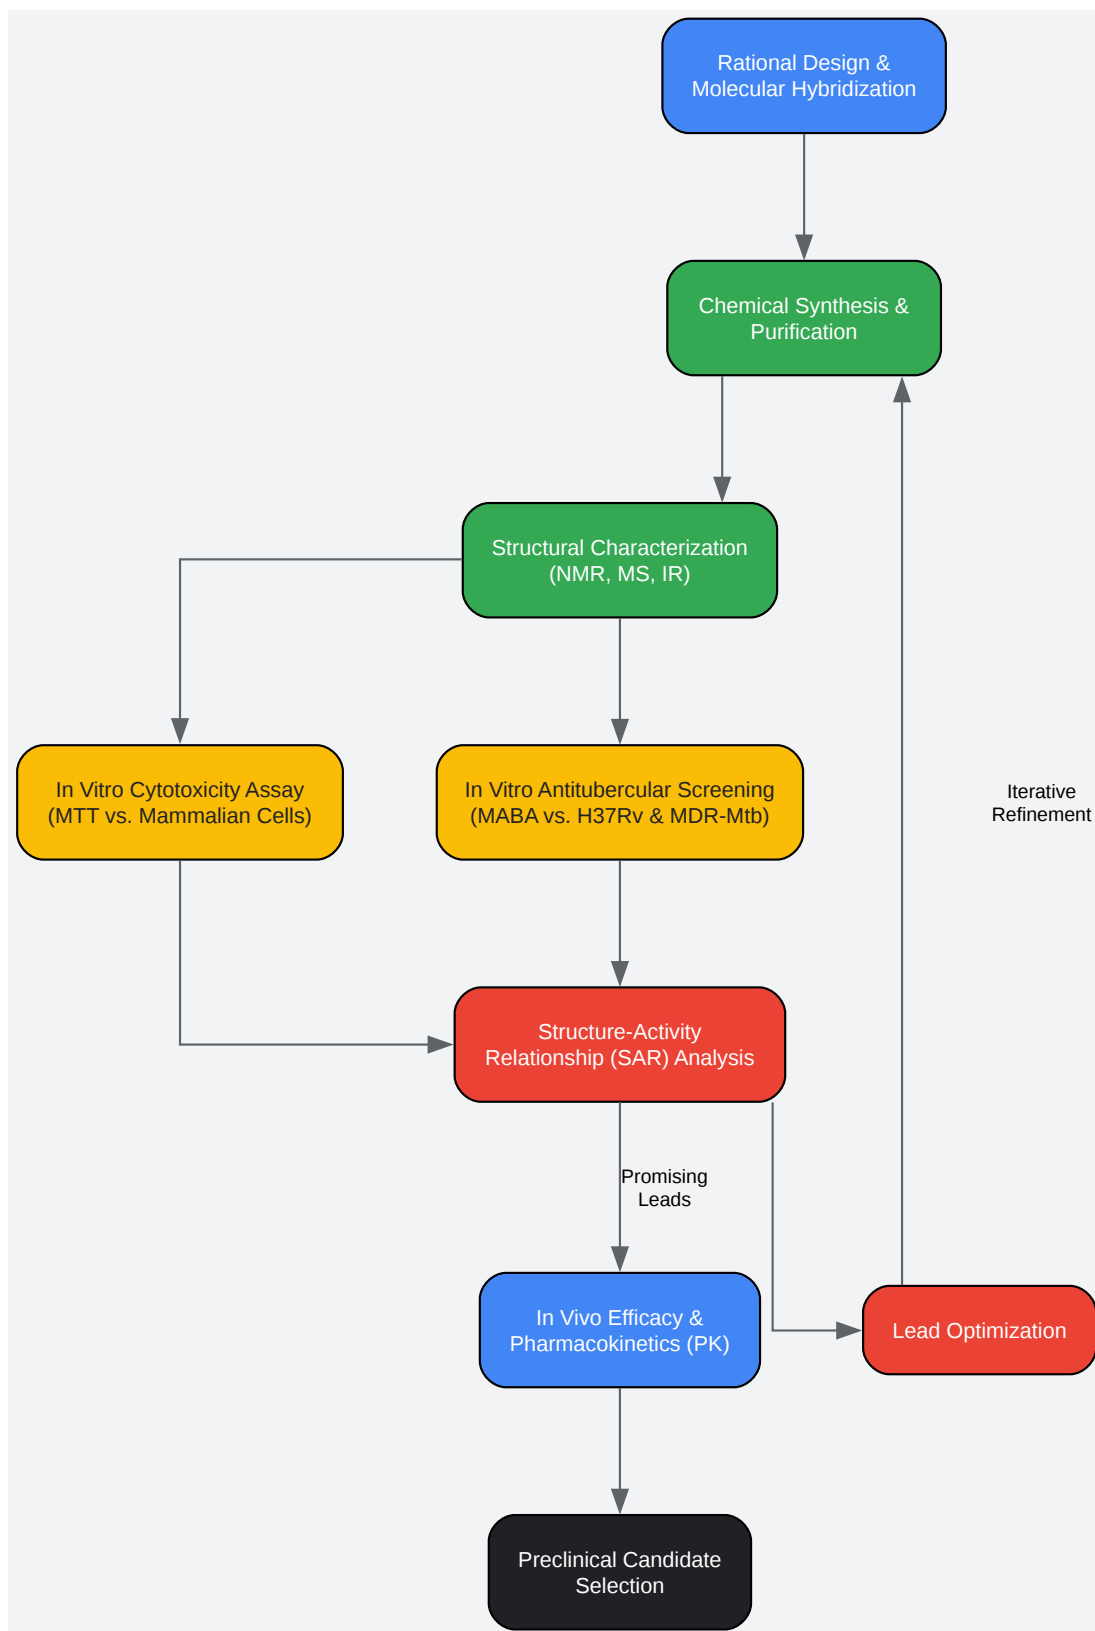 Rational Design &
Molecular Hybridization
Chemical Synthesis &
Purification
Structural Characterization
(NMR, MS, IR)
In Vitro Cytotoxicity Assay
(MTT vs. Mammalian Cells)
In Vitro Antitubercular Screening
(MABA vs. H37Rv & MDR-Mtb)
Iterative
Refinement
Structure-Activity
Relationship (SAR) Analysis
Promising
Leads
In Vivo Efficacy &
Pharmacokinetics (PK)
Lead Optimization
Preclinical Candidate
Selection